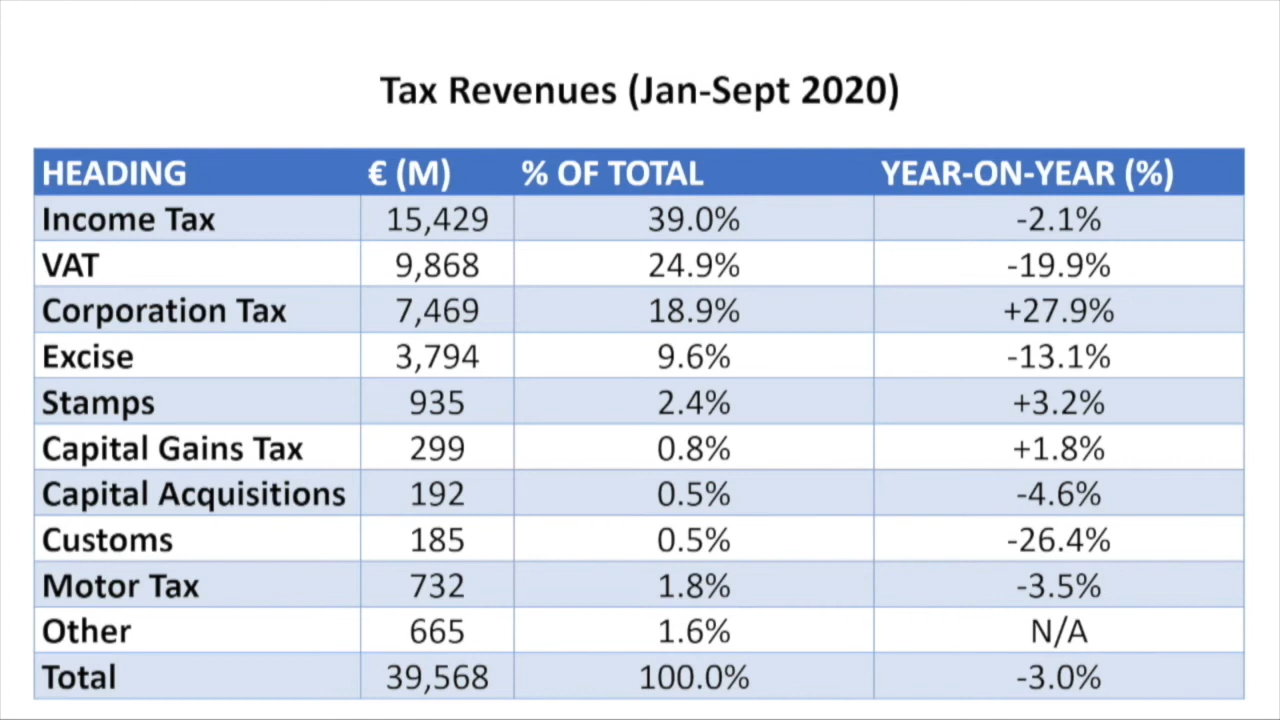 Tax Revenues (Jan-Sept 2020)
HEADING € (M) % OF TOTAL YEAR-ON-YEAR (%)
Income Tax 15,429 39.0% -2.1%
VAT 9,868 24.9% -19.9%
Corporation Tax 7,469 18.9% +27.9%
Excise 3,794 9.6% -13.1%
Stamps 935 2.4% +3.2%
Capital Gains Tax 299 0.8% +1.8%
Capital Acquisitions 192 0.5% -4.6%
Customs 185 0.5% -26.4%
Motor Tax 732 1.8% -3.5%
Other 665 1.6% N/A
Total 39,568 100.0% -3.0%